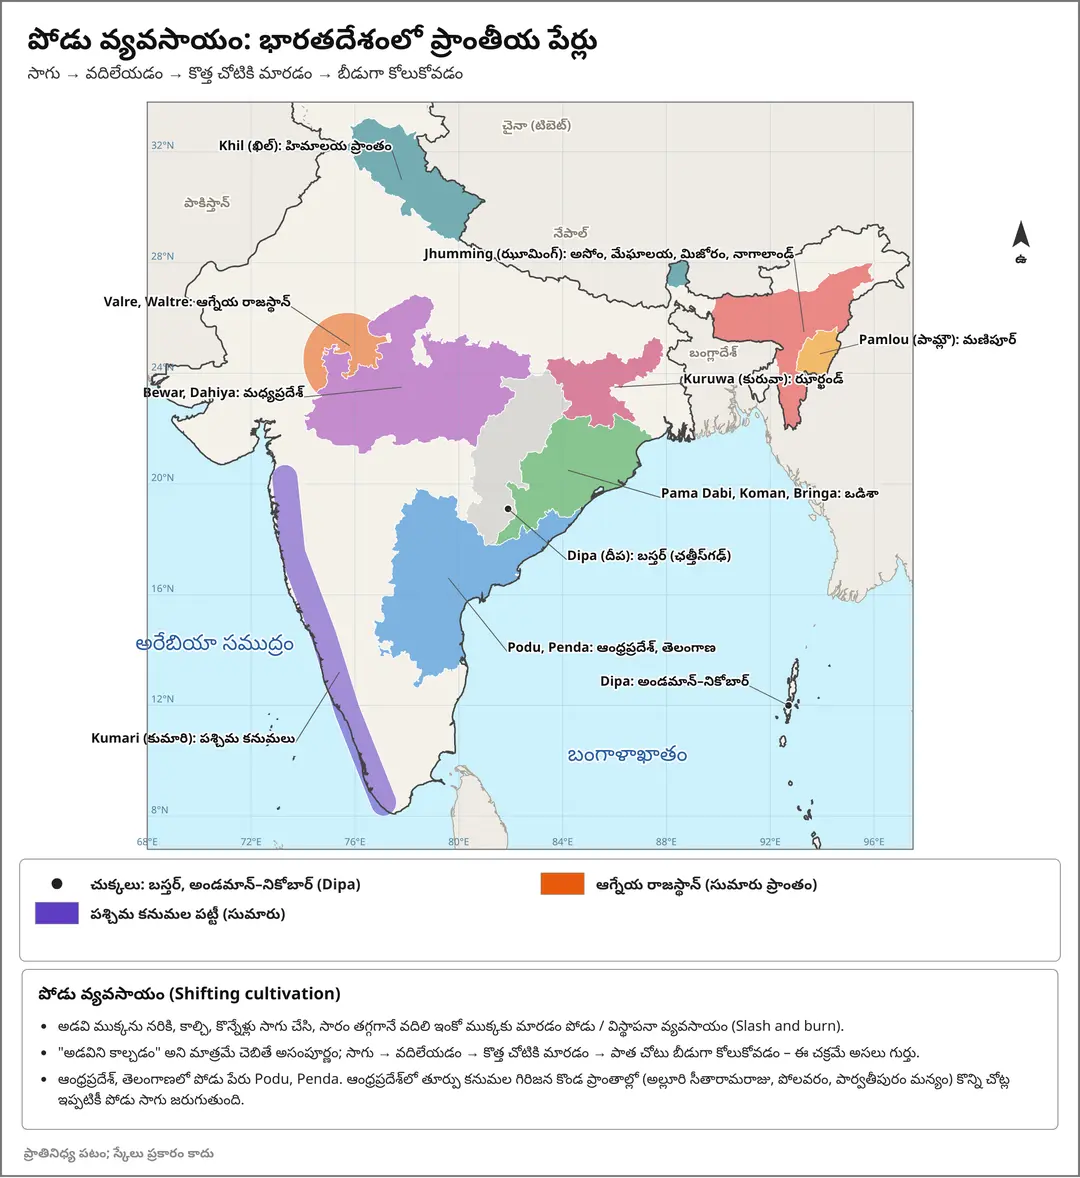 పోడు వ్యవసాయం: భారతదేశంలో ప్రాంతీయ పేర్లు
సాగు → వదిలేయడం → కొత్త చోటికి మారడం → బీడుగా కోలుకోవడం
చైనా (టిబెట్)
32°N
Khil (ఖిల్): హిమాలయ ప్రాంతం
పాకిస్తాన్
నేపాల్
Jhumming (ఝూమింగ్): అసోం, మేఘాలయ, మిజోరం, నాగాలాండ్
28°N
ఉ
Valre, Waltre: ఆగ్నేయ రాజస్థాన్
Pamlou (పామ్లౌ): మణిపూర్
బంగ్లాదేశ్
24°N
Kuruwa (కురువా): ఝార్ఖండ్
Bewar, Dahiya: మధ్యప్రదేశ్
20°N
Pama Dabi, Koman, Bringa: ఒడిశా
Dipa (దీప): బస్తర్ (ఛత్తీస్‌గఢ్)
16°N
అరేబియా సముద్రం
Podu, Penda: ఆంధ్రప్రదేశ్, తెలంగాణ
Dipa: అండమాన్–నికోబార్
12°N
Kumari (కుమారి): పశ్చిమ కనుమలు
బంగాళాఖాతం
8°N
68°E 72°E 76°E 80°E 84°E 88°E 92°E 96°E
చుక్కలు: బస్తర్, అండమాన్–నికోబార్ (Dipa)
ఆగ్నేయ రాజస్థాన్ (సుమారు ప్రాంతం)
పశ్చిమ కనుమల పట్టీ (సుమారు)
పోడు వ్యవసాయం (Shifting cultivation)
• అడవి ముక్కను నరికి, కాల్చి, కొన్నేళ్లు సాగు చేసి, సారం తగ్గగానే వదిలి ఇంకో ముక్కకు మారడం పోడు / విస్థాపనా వ్యవసాయం (Slash and burn).
• "అడవిని కాల్చడం" అని మాత్రమే చెబితే అసంపూర్ణం; సాగు → వదిలేయడం → కొత్త చోటికి మారడం → పాత చోటు బీడుగా కోలుకోవడం – ఈ చక్రమే అసలు గుర్తు.
• ఆంధ్రప్రదేశ్, తెలంగాణలో పోడు పేరు Podu, Penda. ఆంధ్రప్రదేశ్‌లో తూర్పు కనుమల గిరిజన కొండ ప్రాంతాల్లో (అల్లూరి సీతారామరాజు, పోలవరం, పార్వతీపురం మన్యం) కొన్ని చోట్ల
ఇప్పటికీ పోడు సాగు జరుగుతుంది.
ప్రాతినిధ్య పటం; స్కేలు ప్రకారం కాదు